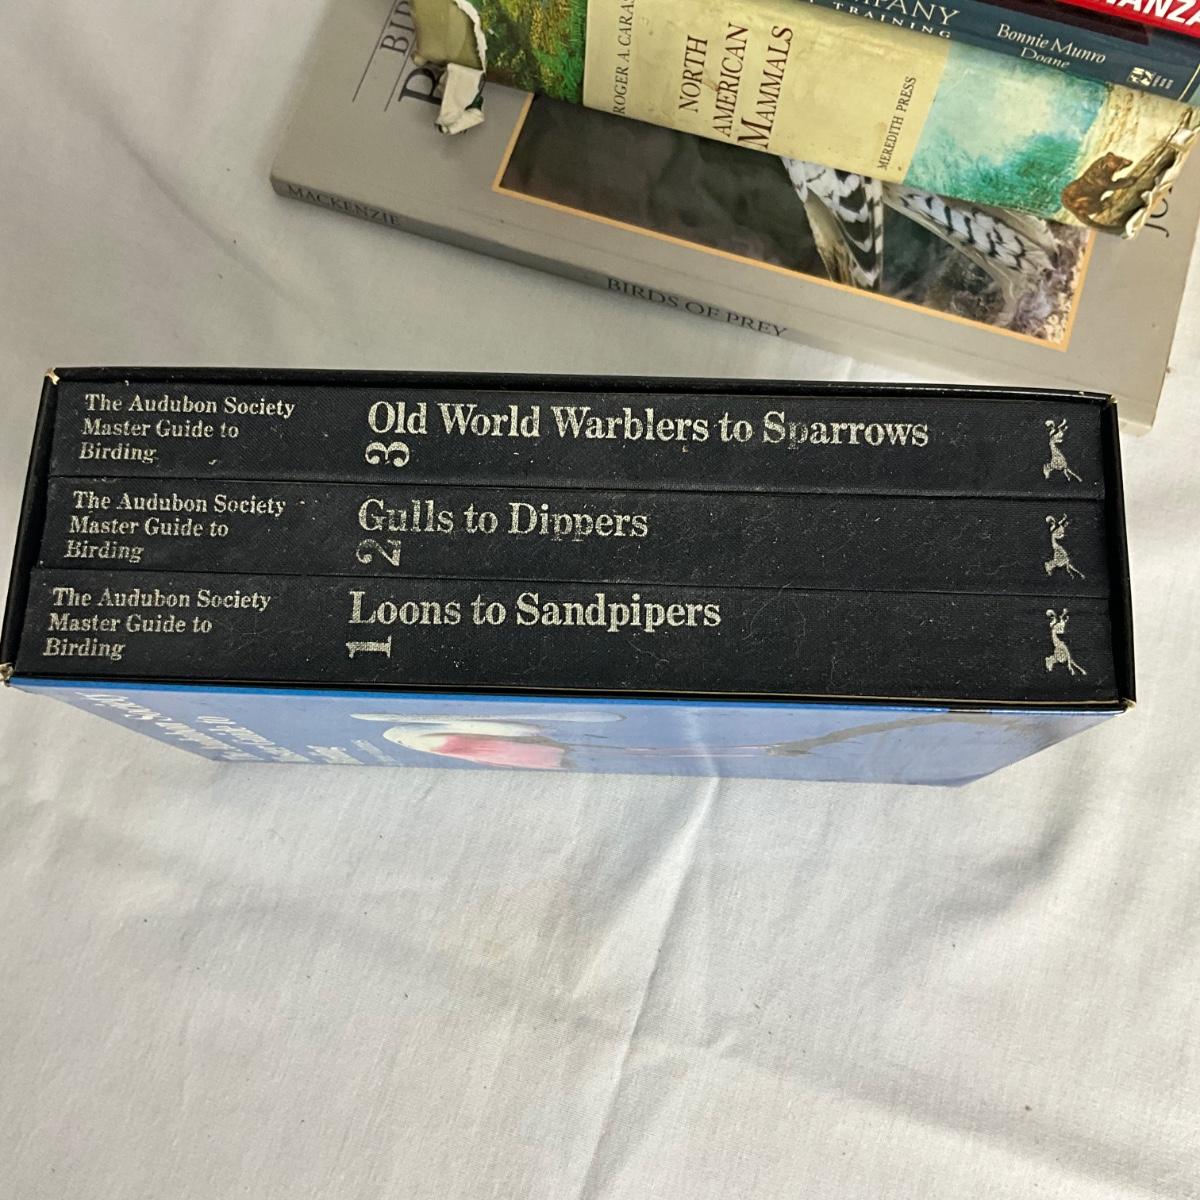 MPANY
TRAINING
Bonnie Munro
Doane
ROGER A. CARAS
NORTH
AMERICAN
MAMMALS
MEREDITH PRESS
MACKENZIE
BIRDS OF PREY
The Audubon Society
Master Guide to
Birding
3
Old World Warblers to Sparrows
The Audubon Society
Master Guide to
Birding
2
Gulls to Dippers
The Audubon Society
Master Guide to
Birding
1
Loons to Sandpipers